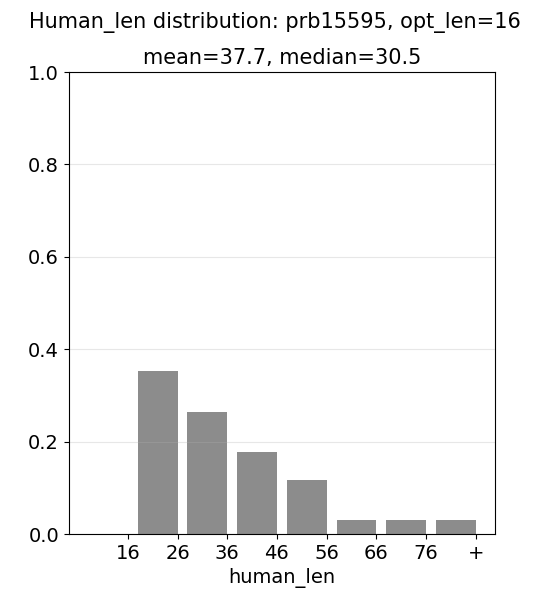 Human_len distribution: prb15595, opt_len=16
mean=37.7, median=30.5
1.0
0.8
0.6
0.4
0.2
0.0
16 26 36 46 56 66 76 +
human_len